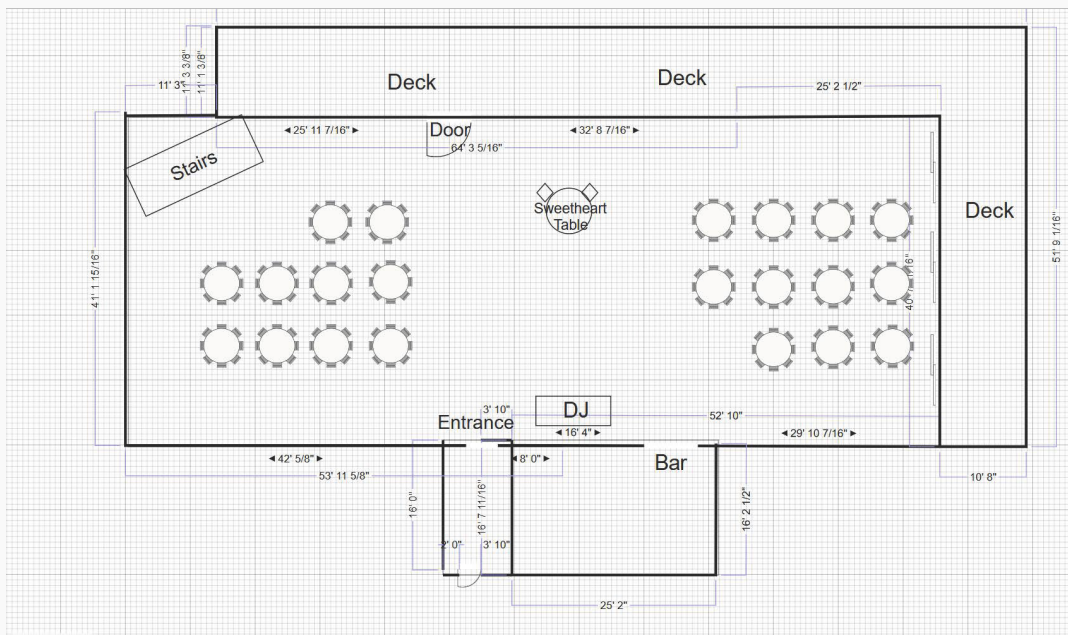 Deck
Deck
11' 3 3/8"
11' 1 3/8"
11' 3"
25' 2 1/2"
25' 11 7/16"
Door
32' 8 7/16"
64' 3 5/16"
Stairs
Sweetheart
Table
Deck
41' 1 15/16"
51' 9 1/16"
3' 10"
DJ
52' 10"
Entrance
16' 4"
29' 10 7/16"
42' 5/8"
8' 0"
Bar
53' 11 5/8"
10' 8"
16' 0"
16' 7 11/16"
16' 2 1/2"
2' 0"
3' 10"
25' 2"